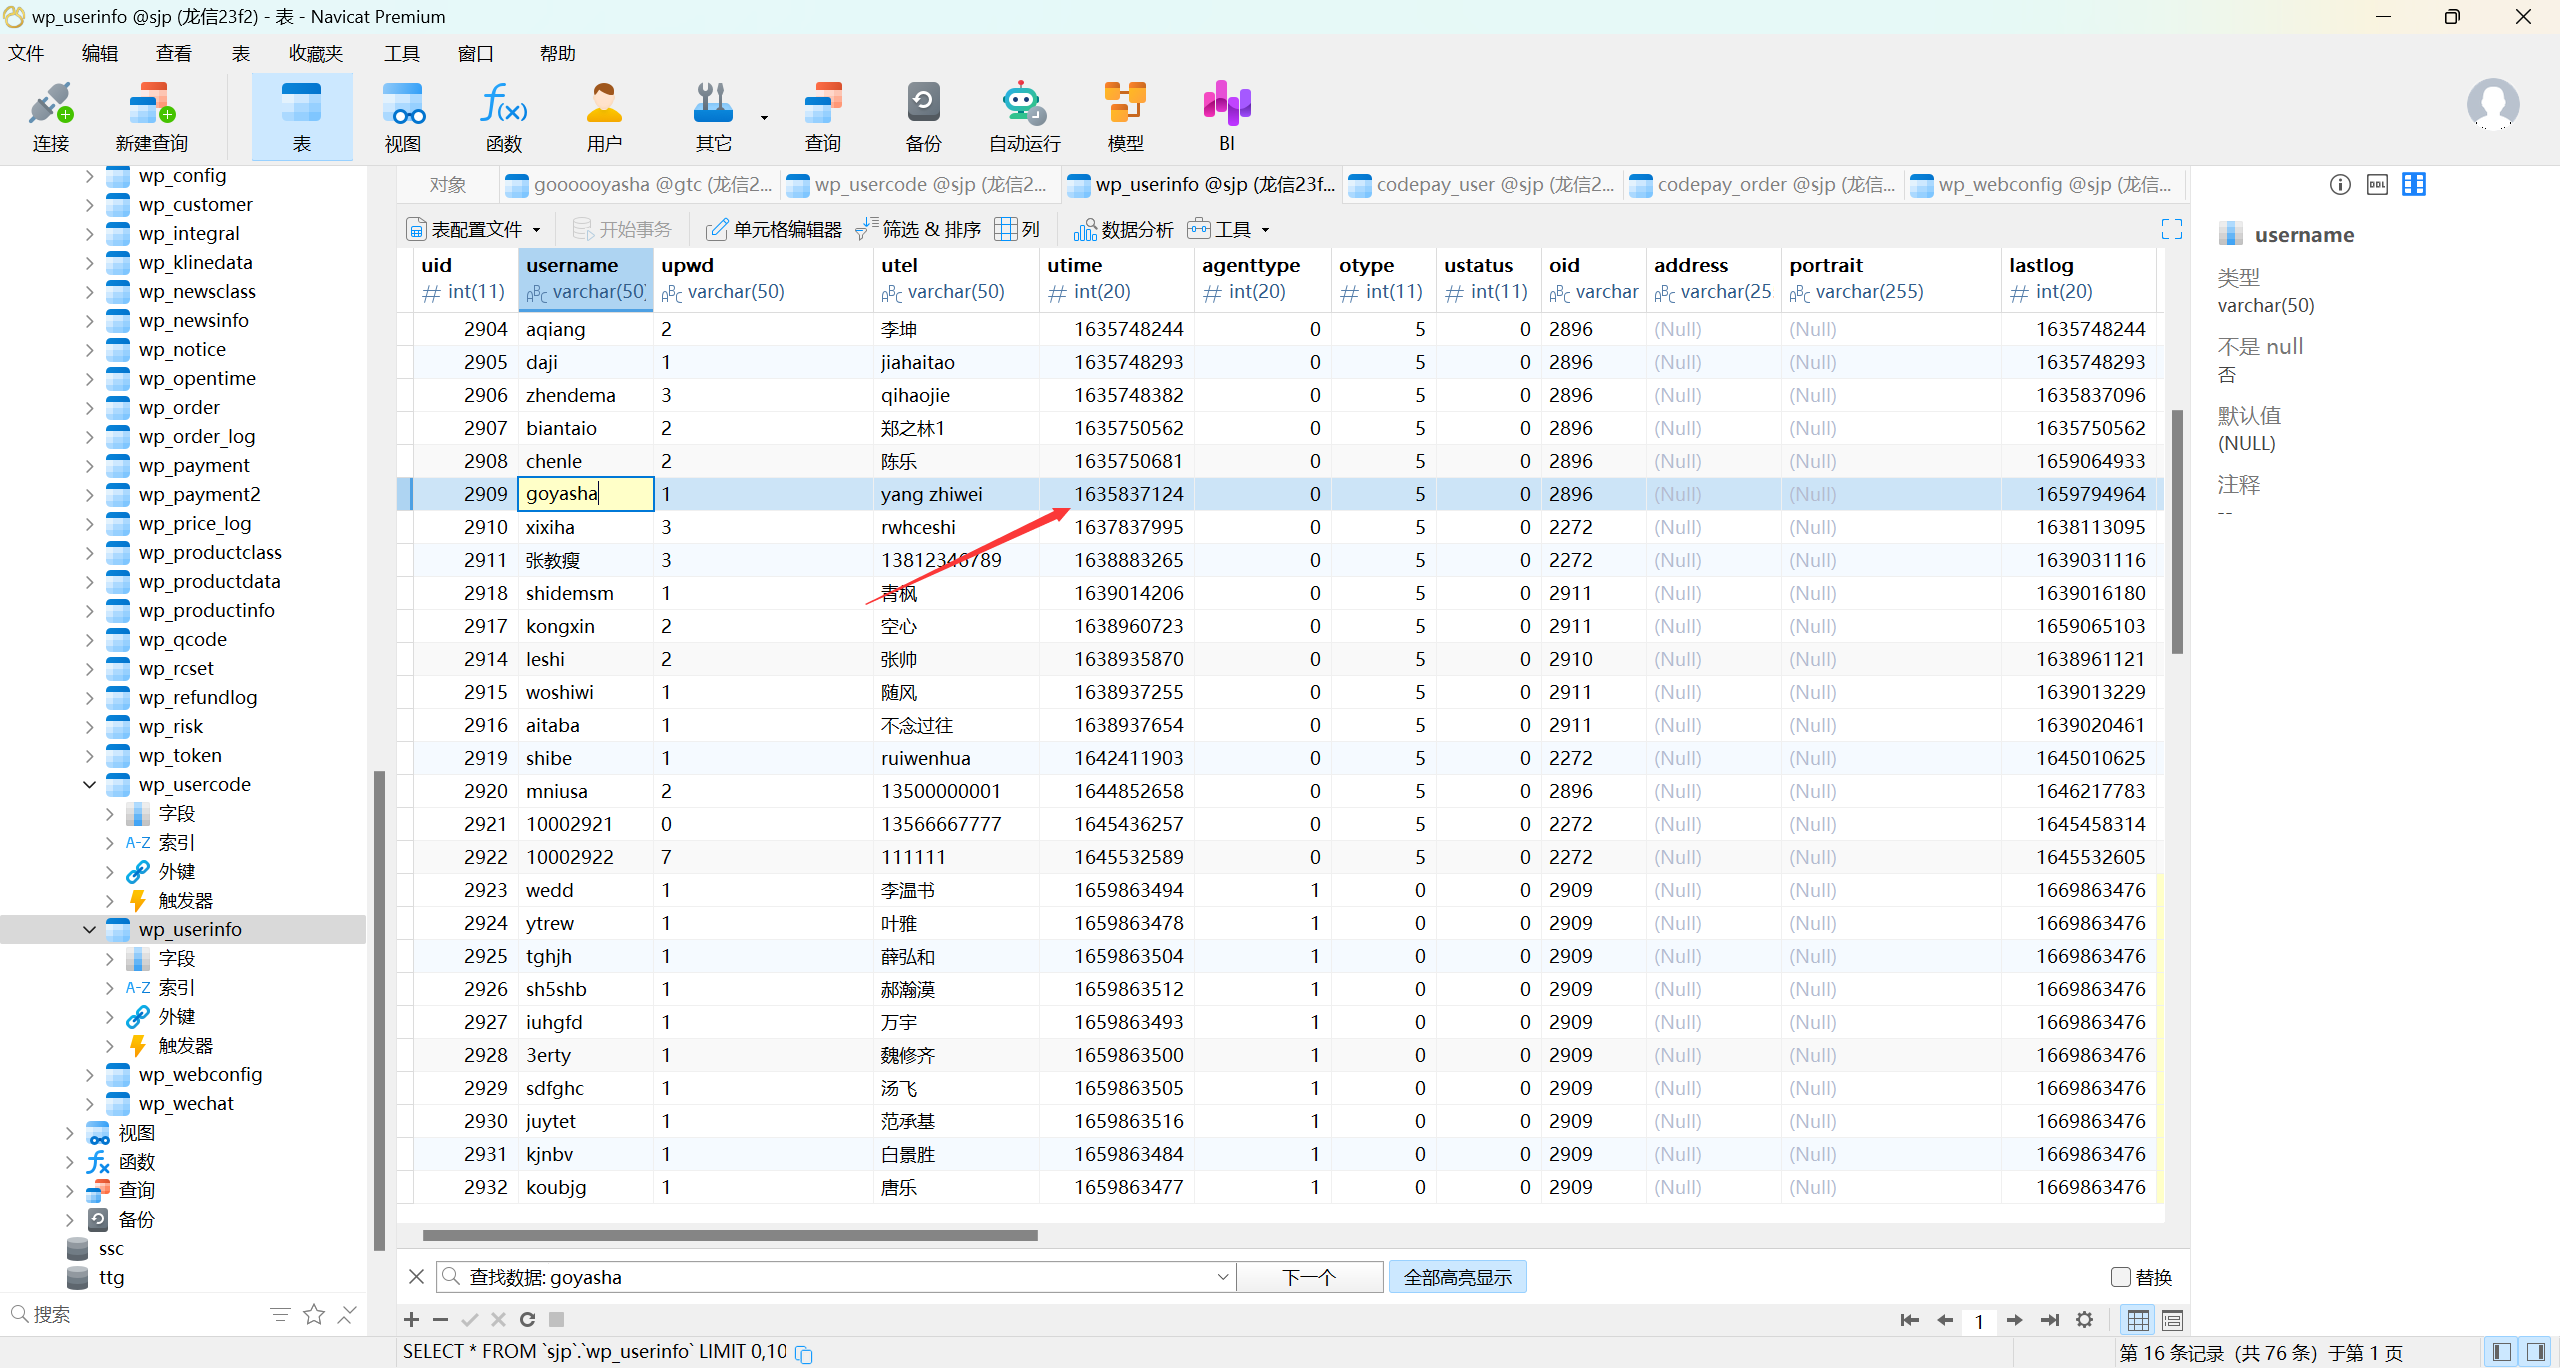 wp_userinfo @sjp (龙信23f2) - 表 - Navicat Premium
文件 编辑 查看 表 收藏夹 工具 窗口 帮助
连接 新建查询 表 视图 函数 用户 其它 查询 备份 自动运行 模型 BI
wp_config
wp_customer
wp_integral
wp_klinedata
wp_newsclass
wp_newsinfo
wp_notice
wp_opentime
wp_order
wp_order_log
wp_payment
wp_payment2
wp_price_log
wp_productclass
wp_productdata
wp_productinfo
wp_qcode
wp_rcset
wp_refundlog
wp_risk
wp_token
wp_usercode
字段
A-Z 索引
外键
触发器
wp_userinfo
字段
A-Z 索引
外键
触发器
wp_webconfig
wp_wechat
视图
函数
查询
备份
ssc
ttg
搜索
对象 goooooyasha @gtc (龙信2... wp_usercode @sjp (龙信2... wp_userinfo @sjp (龙信23f... codepay_user @sjp (龙信2... codepay_order @sjp (龙信... wp_webconfig @sjp (龙信...
表配置文件 开始事务 单元格编辑器 筛选 & 排序 列 数据分析 工具
uid username upwd utel utime agenttype otype ustatus oid address portrait lastlog
# int(11) ABC varchar(50) ABC varchar(50) ABC varchar(50) # int(20) # int(20) # int(11) # int(11) ABC varchar ABC varchar(25 ABC varchar(255) # int(20)
2904 aqiang 2 李坤 1635748244 0 5 0 2896 (Null) (Null) 1635748244
2905 daji 1 jiahaitao 1635748293 0 5 0 2896 (Null) (Null) 1635748293
2906 zhendema 3 qihaojie 1635748382 0 5 0 2896 (Null) (Null) 1635837096
2907 biantaio 2 郑之林1 1635750562 0 5 0 2896 (Null) (Null) 1635750562
2908 chenle 2 陈乐 1635750681 0 5 0 2896 (Null) (Null) 1659064933
2909 goyasha 1 yang zhiwei 1635837124 0 5 0 2896 (Null) (Null) 1659794964
2910 xixiha 3 rwhceshi 1637837995 0 5 0 2272 (Null) (Null) 1638113095
2911 张教瘦 3 13812346789 1638883265 0 5 0 2272 (Null) (Null) 1639031116
2918 shidemsm 1 青枫 1639014206 0 5 0 2911 (Null) (Null) 1639016180
2917 kongxin 2 空心 1638960723 0 5 0 2911 (Null) (Null) 1659065103
2914 leshi 2 张帅 1638935870 0 5 0 2910 (Null) (Null) 1638961121
2915 woshiwi 1 随风 1638937255 0 5 0 2911 (Null) (Null) 1639013229
2916 aitaba 1 不念过往 1638937654 0 5 0 2911 (Null) (Null) 1639020461
2919 shibe 1 ruiwenhua 1642411903 0 5 0 2272 (Null) (Null) 1645010625
2920 mniusa 2 13500000001 1644852658 0 5 0 2896 (Null) (Null) 1646217783
2921 10002921 0 13566667777 1645436257 0 5 0 2272 (Null) (Null) 1645458314
2922 10002922 7 111111 1645532589 0 5 0 2272 (Null) (Null) 1645532605
2923 wedd 1 李温书 1659863494 1 0 0 2909 (Null) (Null) 1669863476
2924 ytrew 1 叶雅 1659863478 1 0 0 2909 (Null) (Null) 1669863476
2925 tghjh 1 薛弘和 1659863504 1 0 0 2909 (Null) (Null) 1669863476
2926 sh5shb 1 郝瀚漠 1659863512 1 0 0 2909 (Null) (Null) 1669863476
2927 iuhgfd 1 万宇 1659863493 1 0 0 2909 (Null) (Null) 1669863476
2928 3erty 1 魏修齐 1659863500 1 0 0 2909 (Null) (Null) 1669863476
2929 sdfghc 1 汤飞 1659863505 1 0 0 2909 (Null) (Null) 1669863476
2930 juytet 1 范承基 1659863516 1 0 0 2909 (Null) (Null) 1669863476
2931 kjnbv 1 白景胜 1659863484 1 0 0 2909 (Null) (Null) 1669863476
2932 koubjg 1 唐乐 1659863477 1 0 0 2909 (Null) (Null) 1669863476
查找数据: goyasha 下一个 全部高亮显示 替换
1
SELECT * FROM `sjp`.`wp_userinfo` LIMIT 0,10 第 16 条记录 (共 76 条) 于第 1 页
DDL
username
类型
varchar(50)
不是 null
否
默认值
(NULL)
注释
--